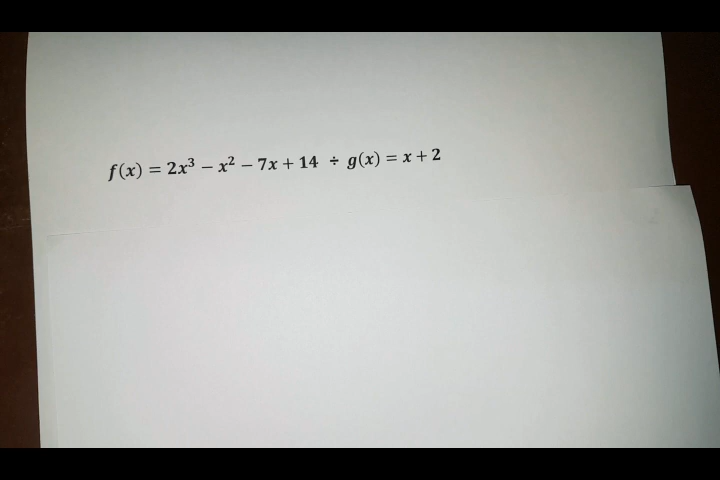 f(x) = 2x³ − x² − 7x + 14 ÷ g(x) = x + 2